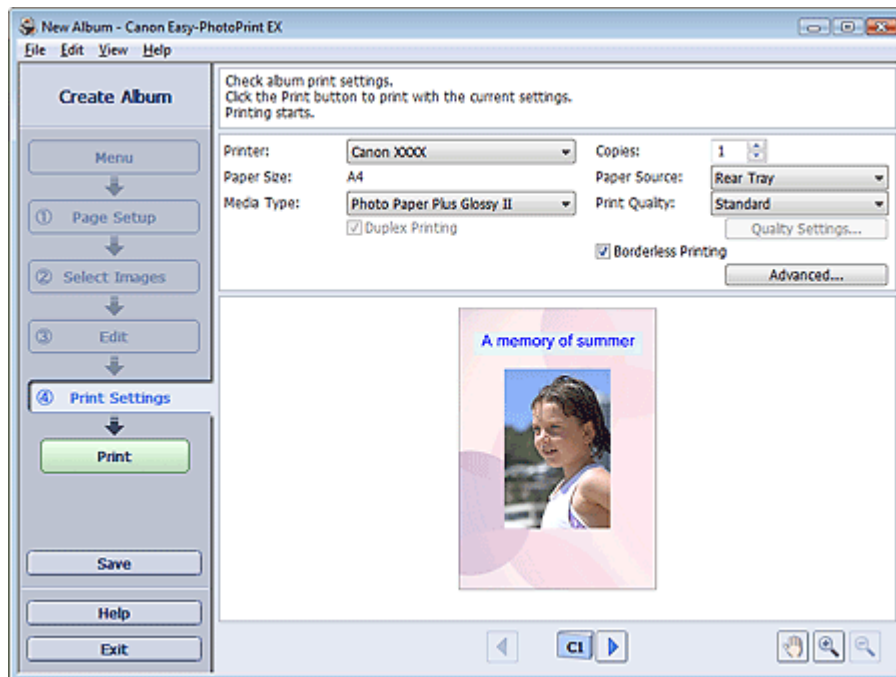 New Album - Canon Easy-PhotoPrint EX
File Edit View Help
Create Album
Menu
① Page Setup
② Select Images
③ Edit
④ Print Settings
Print
Save
Help
Exit
Check album print settings.
Click the Print button to print with the current settings.
Printing starts.
Printer: Canon XXXX
Copies: 1
Paper Size: A4
Paper Source: Rear Tray
Media Type: Photo Paper Plus Glossy II
Print Quality: Standard
Duplex Printing
Quality Settings...
Borderless Printing
Advanced...
A memory of summer
C1